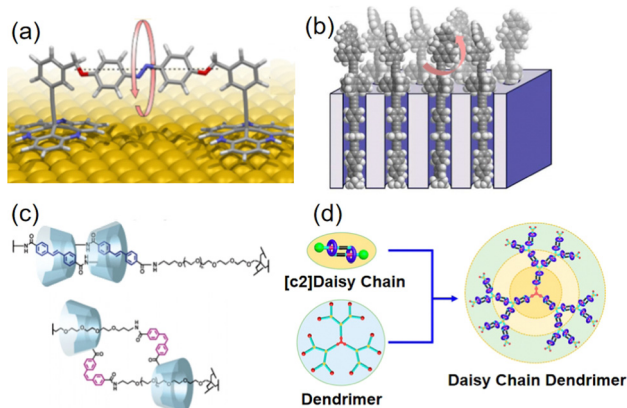 (a)
(b)
(c)
(d)
[c2]Daisy Chain
Dendrimer
Daisy Chain Dendrimer